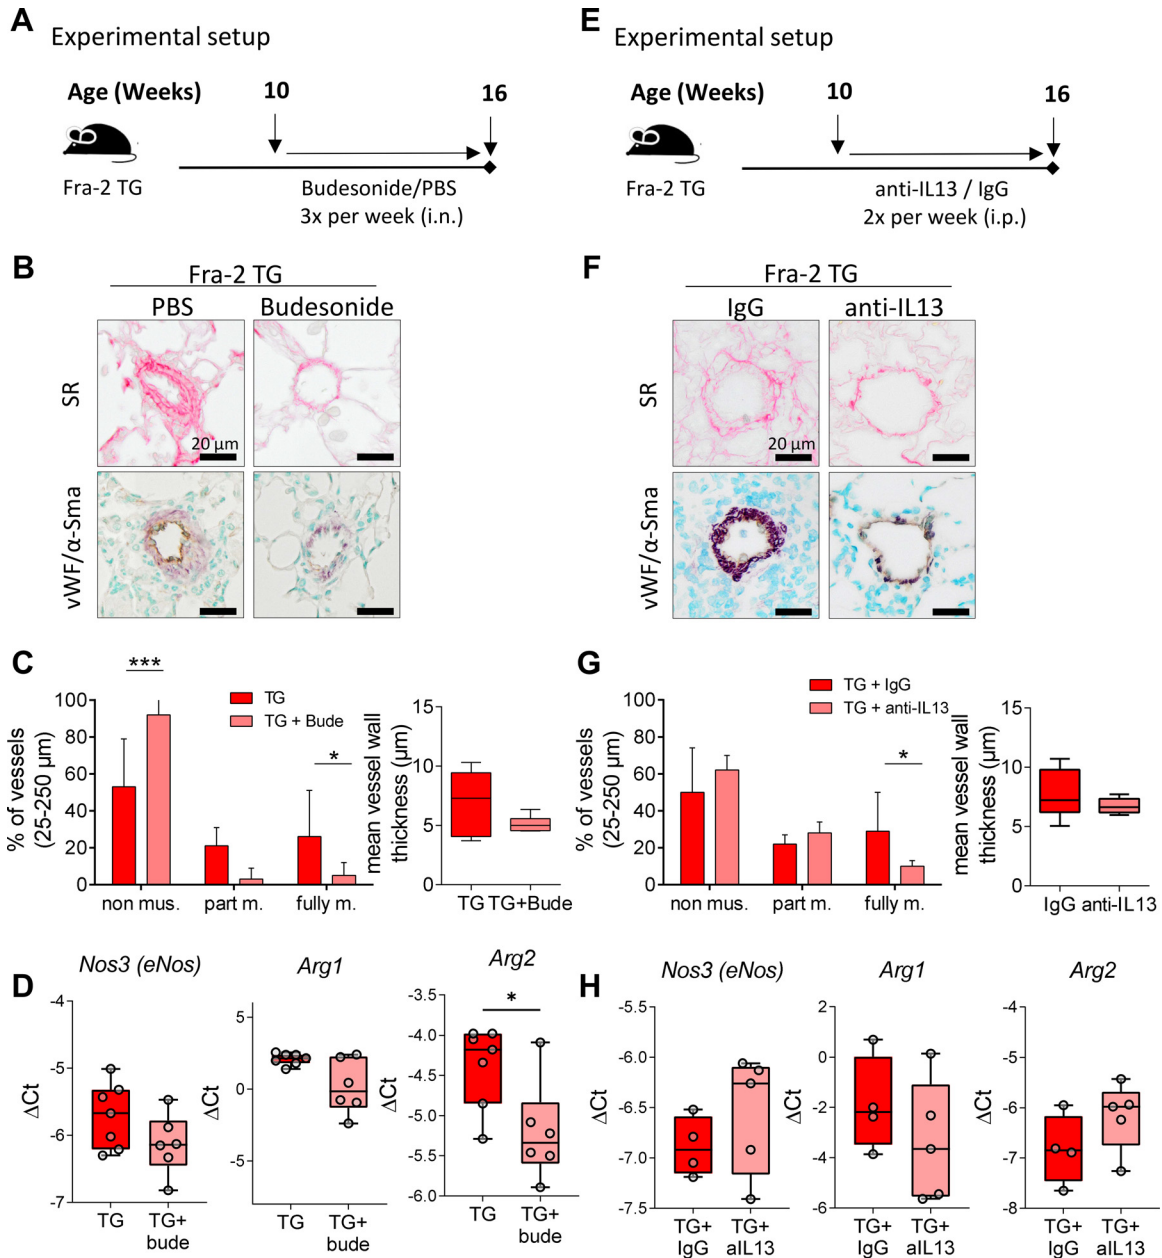 A
Experimental setup
Age (Weeks)
10
16
Fra-2 TG
Budesonide/PBS
3x per week (i.n.)
E
Experimental setup
Age (Weeks)
10
16
Fra-2 TG
anti-IL13 / IgG
2x per week (i.p.)
B
Fra-2 TG
PBS
Budesonide
SR
20 µm
vWF/α-Sma
F
Fra-2 TG
IgG
anti-IL13
SR
20 µm
vWF/α-Sma
C
***
*
TG
TG + Bude
% of vessels
(25-250 µm)
100
80
60
40
20
0
non mus.
part m.
fully m.
mean vessel wall
thickness (µm)
15
10
5
0
TG TG+Bude
G
*
TG + IgG
TG + anti-IL13
% of vessels
(25-250 µm)
100
80
60
40
20
0
non mus.
part m.
fully m.
mean vessel wall
thickness (µm)
15
10
5
0
IgG anti-IL13
D
Nos3 (eNos)
ΔCt
-4
-5
-6
-7
TG
TG+
bude
Arg1
ΔCt
5
0
-5
TG
TG+
bude
Arg2
*
ΔCt
-3.5
-4.0
-4.5
-5.0
-5.5
-6.0
TG
TG+
bude
H
Nos3 (eNos)
ΔCt
-5.5
-6.0
-6.5
-7.0
-7.5
TG+
IgG
TG+
aIL13
Arg1
ΔCt
2
0
-2
-4
-6
TG+
IgG
TG+
aIL13
Arg2
ΔCt
-4
-5
-6
-7
-8
TG+
IgG
TG+
aIL13